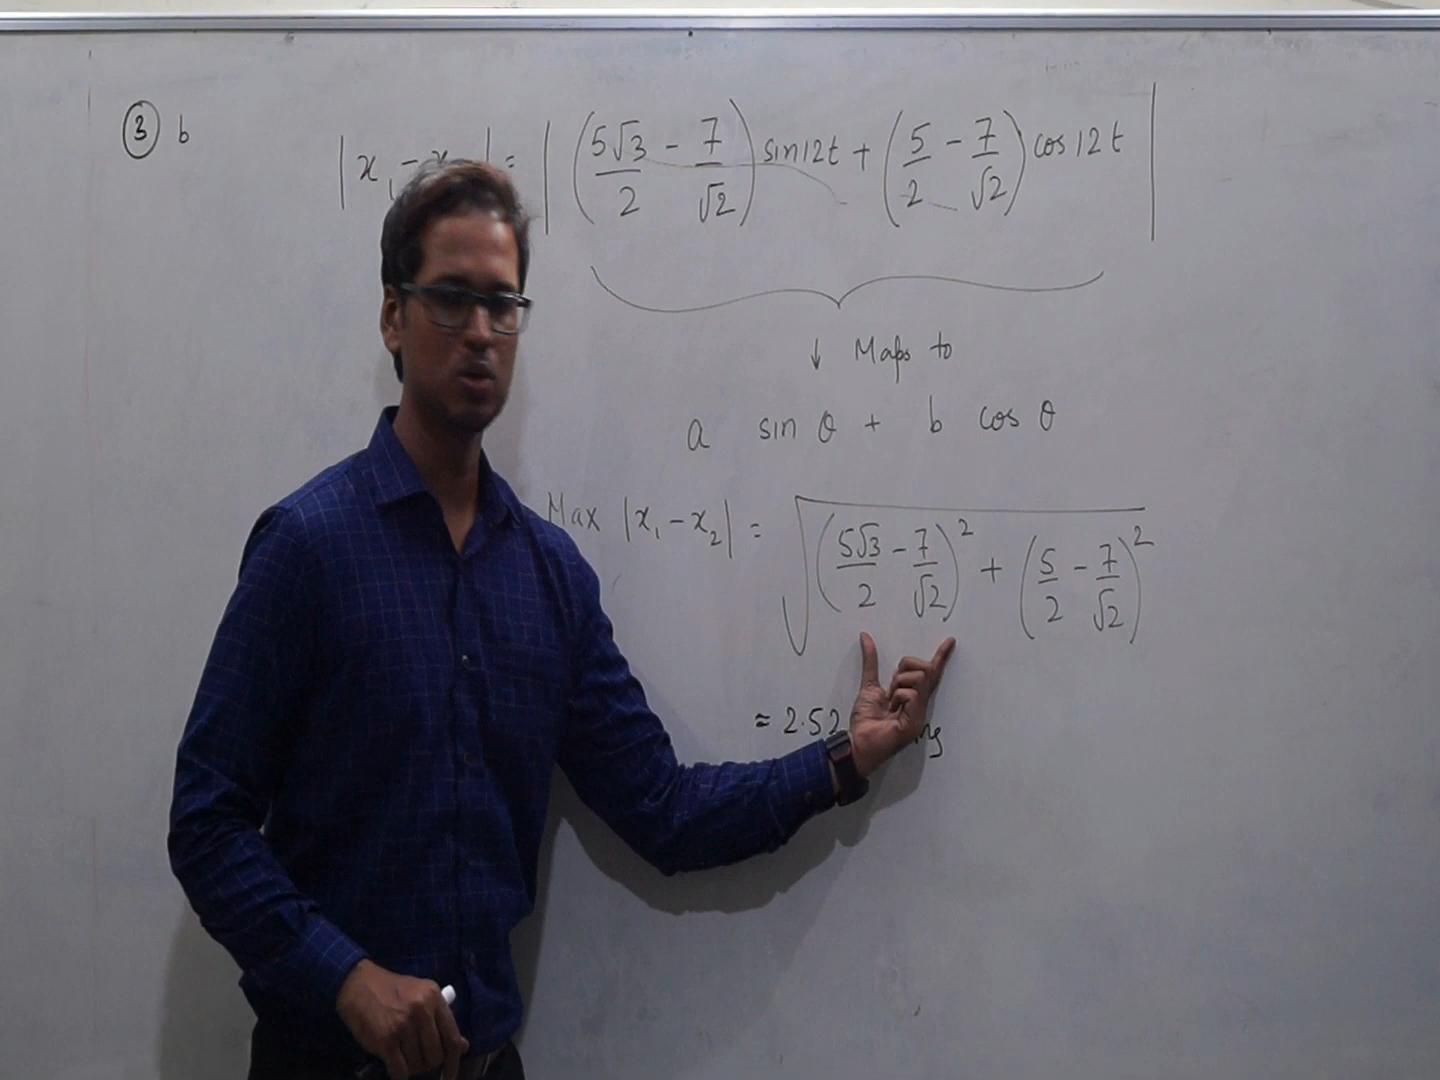 ③ b
|x₁ - x | = | (5√3/2 - 7/√2) sin12t + (5/2 - 7/√2) cos 12t |
↓ Maps to
a sin θ + b cos θ
Max |x₁ - x₂| = √((5√3/2 - 7/√2)² + (5/2 - 7/√2)²)
≈ 2.52